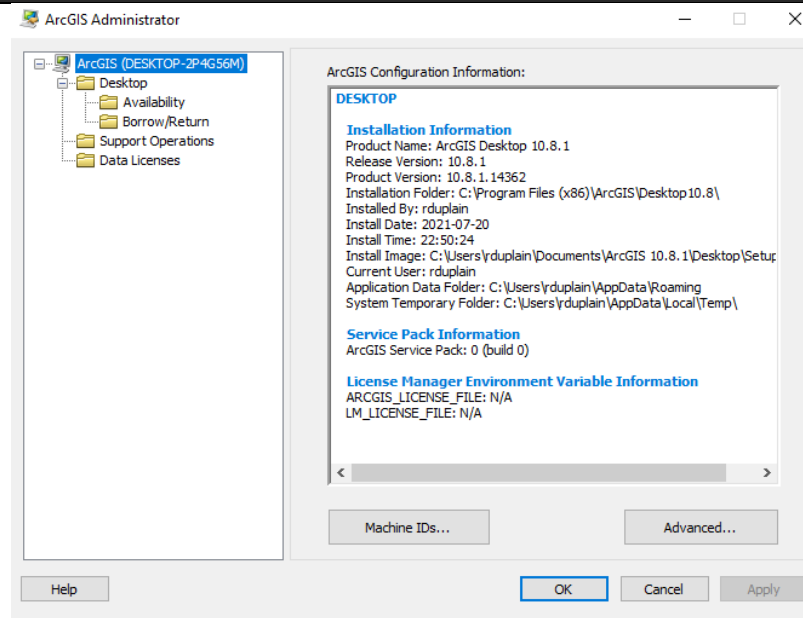 ArcGIS Administrator
ArcGIS (DESKTOP-2P4G56M)
Desktop
Availability
Borrow/Return
Support Operations
Data Licenses
ArcGIS Configuration Information:
DESKTOP
Installation Information
Product Name: ArcGIS Desktop 10.8.1
Release Version: 10.8.1
Product Version: 10.8.1.14362
Installation Folder: C:\Program Files (x86)\ArcGIS\Desktop10.8\
Installed By: rduplain
Install Date: 2021-07-20
Install Time: 22:50:24
Install Image: C:\Users\rduplain\Documents\ArcGIS 10.8.1\Desktop\Setup
Current User: rduplain
Application Data Folder: C:\Users\rduplain\AppData\Roaming
System Temporary Folder: C:\Users\rduplain\AppData\Local\Temp\
Service Pack Information
ArcGIS Service Pack: 0 (build 0)
License Manager Environment Variable Information
ARCGIS_LICENSE_FILE: N/A
LM_LICENSE_FILE: N/A
Machine IDs...
Advanced...
Help
OK
Cancel
Apply